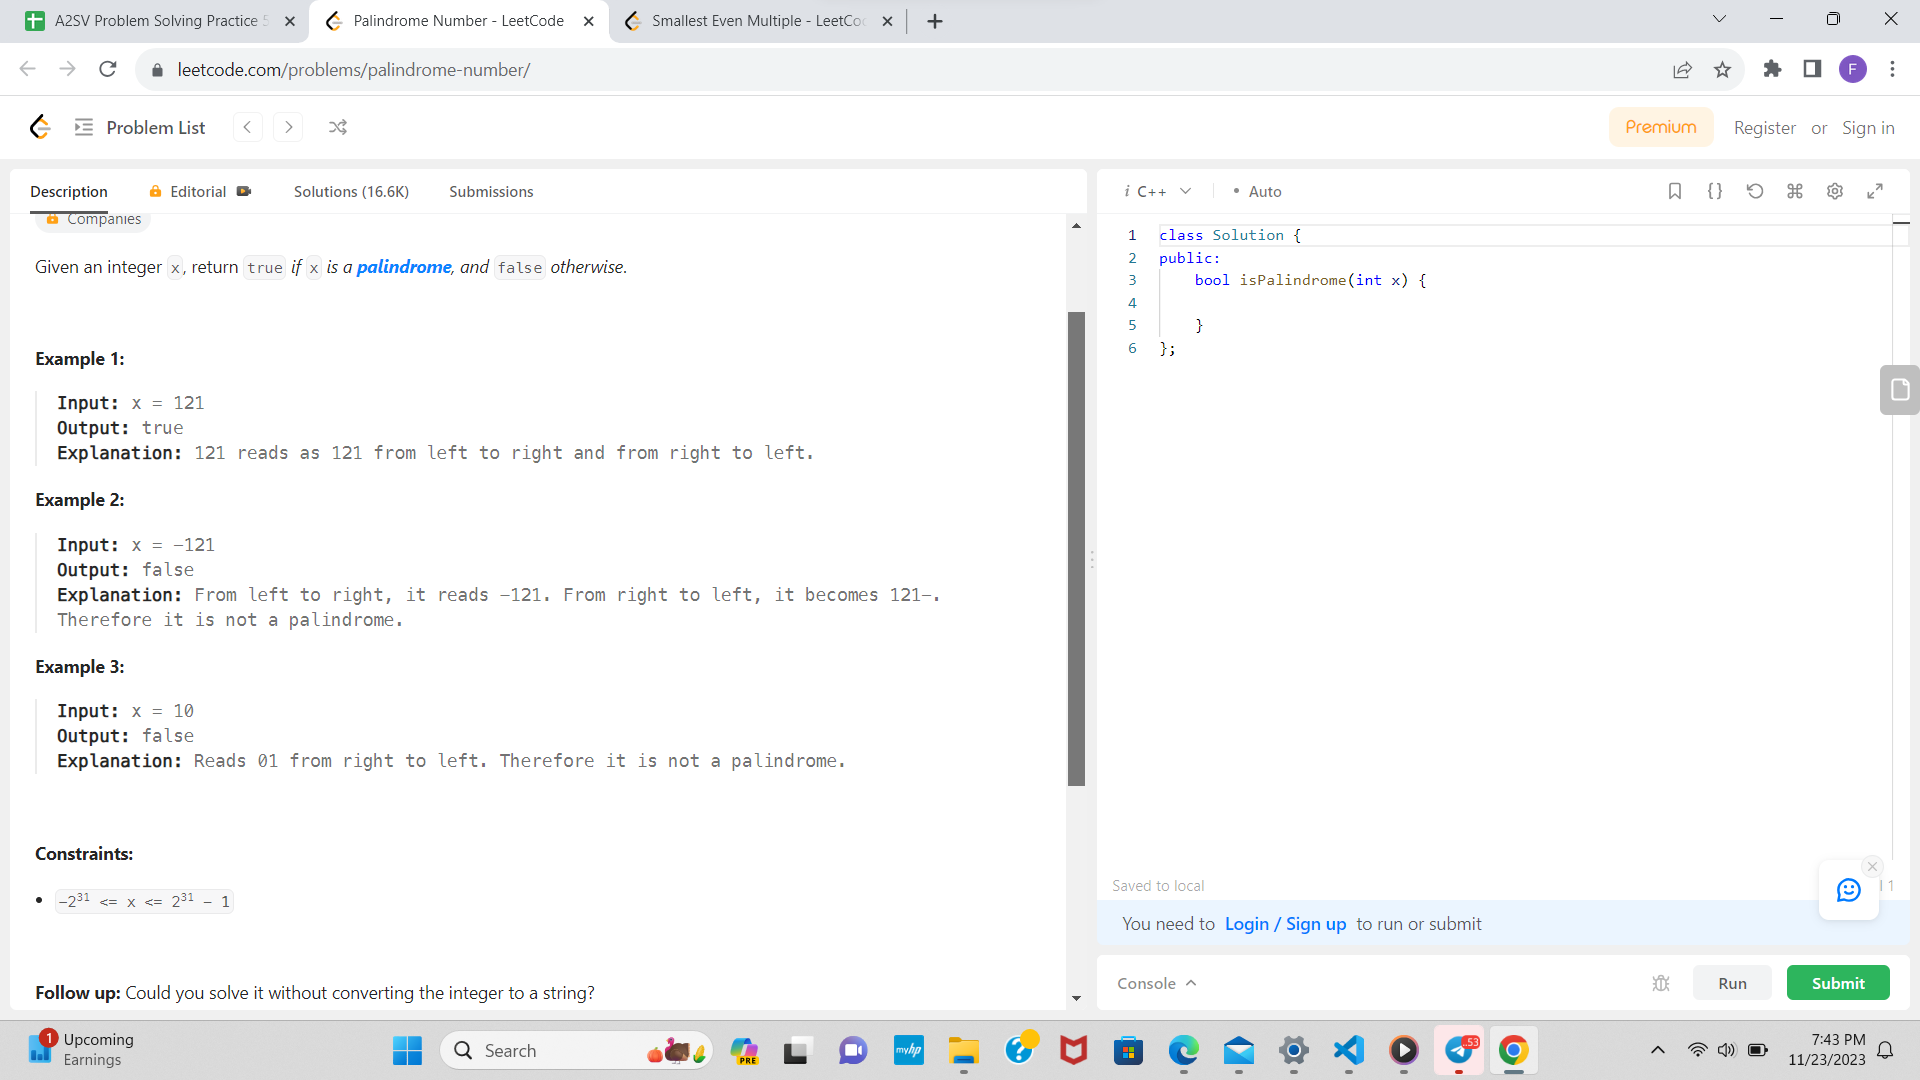 A2SV Problem Solving Practice S
Palindrome Number - LeetCode
Smallest Even Multiple - LeetCo
leetcode.com/problems/palindrome-number/
F
Problem List
Premium
Register or Sign in
Description
Editorial
Solutions (16.6K)
Submissions
Companies
Given an integer x, return true if x is a palindrome, and false otherwise.
Example 1:
Input: x = 121
Output: true
Explanation: 121 reads as 121 from left to right and from right to left.
Example 2:
Input: x = -121
Output: false
Explanation: From left to right, it reads -121. From right to left, it becomes 121-.
Therefore it is not a palindrome.
Example 3:
Input: x = 10
Output: false
Explanation: Reads 01 from right to left. Therefore it is not a palindrome.
Constraints:
• -2³¹ <= x <= 2³¹ - 1
Follow up: Could you solve it without converting the integer to a string?
i C++
• Auto
1 class Solution {
2 public:
3     bool isPalindrome(int x) {
4
5     }
6 };
Saved to local
You need to Login / Sign up to run or submit
Console
Run
Submit
1
Upcoming
Earnings
Search
PRE
myhp
53
7:43 PM
11/23/2023